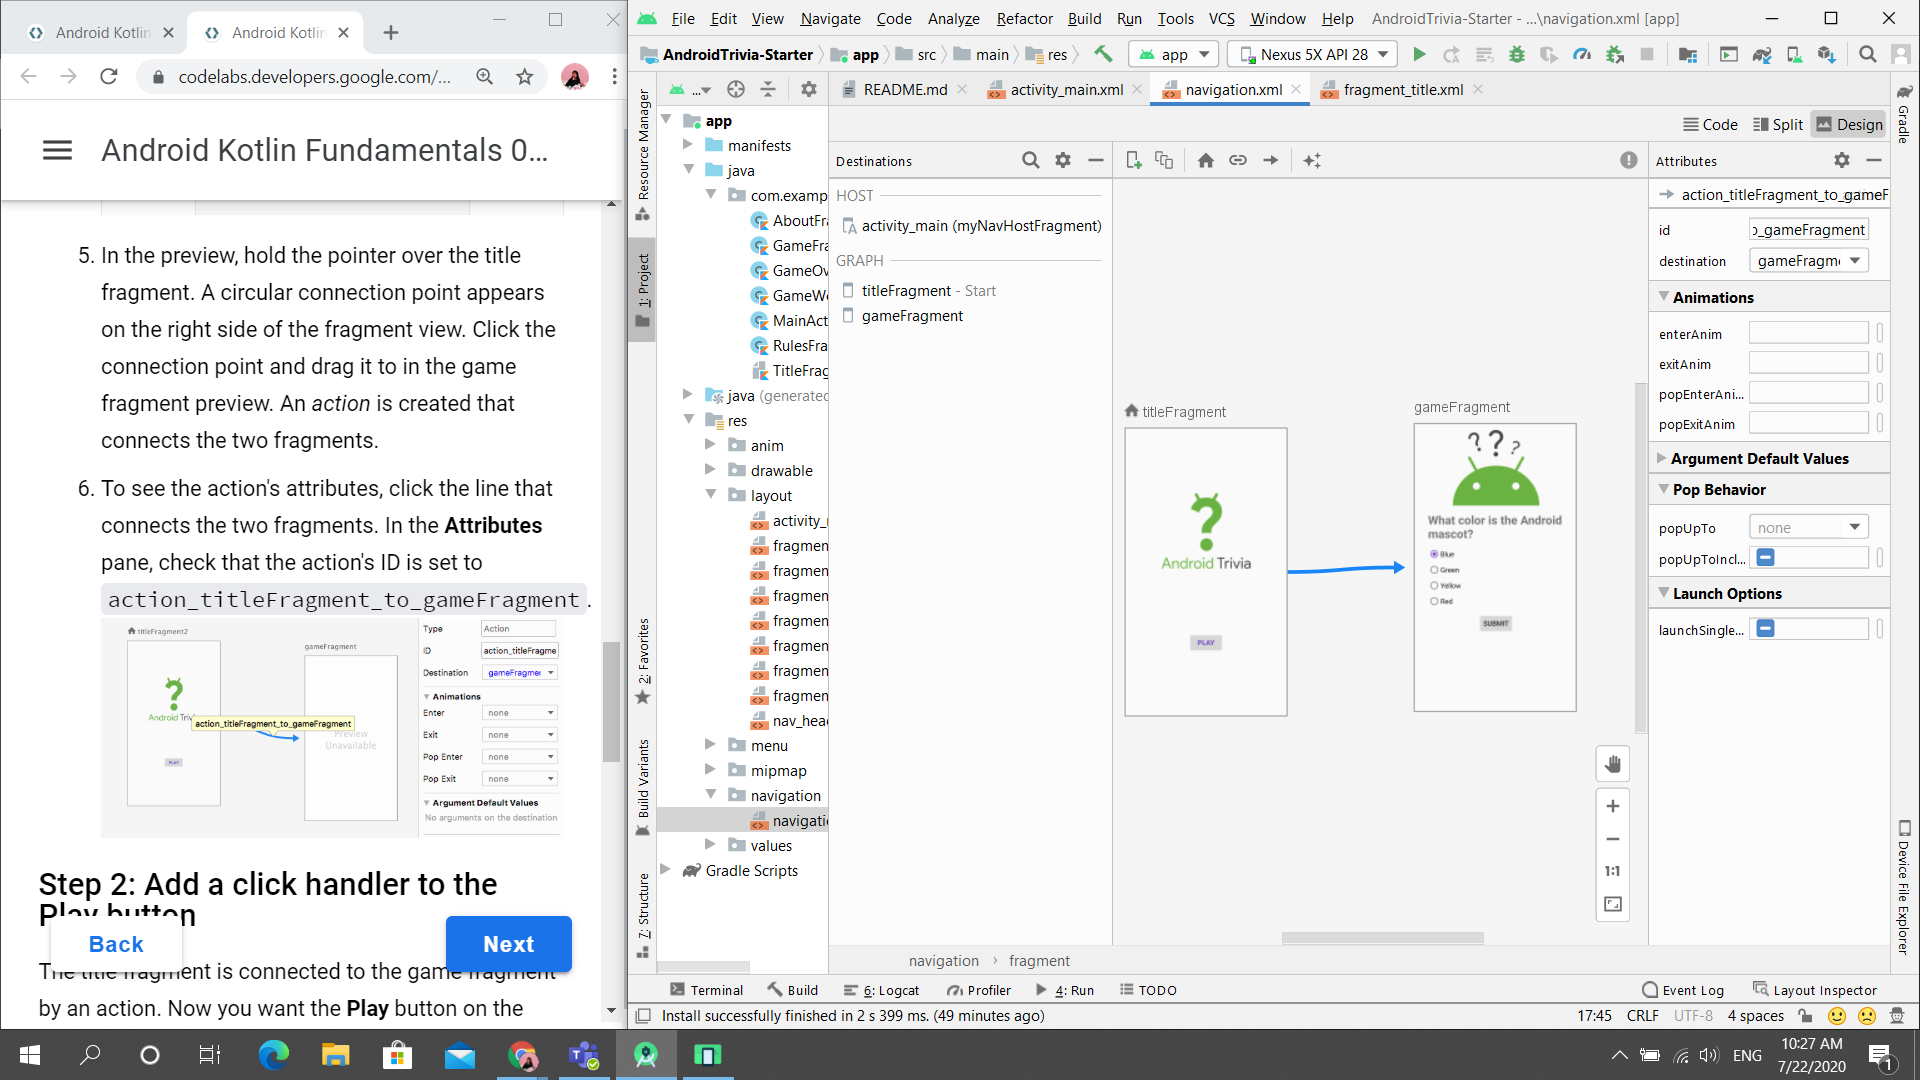 Android Kotlin
Android Kotlin
codelabs.developers.google.com/...
Android Kotlin Fundamentals 0...
5. In the preview, hold the pointer over the title
fragment. A circular connection point appears
on the right side of the fragment view. Click the
connection point and drag it to in the game
fragment preview. An action is created that
connects the two fragments.
6. To see the action's attributes, click the line that
connects the two fragments. In the Attributes
pane, check that the action's ID is set to
action_titleFragment_to_gameFragment.
titleFragment2
gameFragment
Android Triv
PLAY
action_titleFragment_to_gameFragment
Preview
Unavailable
Type Action
ID action_titleFragme
Destination gameFragmer
Animations
Enter none
Exit none
Pop Enter none
Pop Exit none
Argument Default Values
No arguments on the destination
Step 2: Add a click handler to the
Play button
Back
Next
The title fragment is connected to the game fragment
by an action. Now you want the Play button on the
File Edit View Navigate Code Analyze Refactor Build Run Tools VCS Window Help AndroidTrivia-Starter - ...\navigation.xml [app]
AndroidTrivia-Starter app src main res app Nexus 5X API 28
README.md activity_main.xml navigation.xml fragment_title.xml
Code Split Design
Resource Manager
1: Project
2: Favorites
Build Variants
7: Structure
...
app
manifests
java
com.examp
AboutFra
GameFra
GameOv
GameWo
MainAct
RulesFra
TitleFrag
java (generated
res
anim
drawable
layout
activity_
fragmen
fragmen
fragmen
fragmen
fragmen
fragmen
fragmen
nav_head
menu
mipmap
navigation
navigatio
values
Gradle Scripts
Destinations
HOST
activity_main (myNavHostFragment)
GRAPH
titleFragment - Start
gameFragment
titleFragment
Android Trivia
PLAY
gameFragment
???
What color is the Android
mascot?
Blue
Green
Yellow
Red
SUBMIT
1:1
navigation › fragment
Attributes
action_titleFragment_to_gameF
id o_gameFragment
destination gameFragme
Animations
enterAnim
exitAnim
popEnterAni...
popExitAnim
Argument Default Values
Pop Behavior
popUpTo none
popUpToIncl...
Launch Options
launchSingle...
Gradle
Device File Explorer
Terminal Build 6: Logcat Profiler 4: Run TODO Event Log Layout Inspector
Install successfully finished in 2 s 399 ms. (49 minutes ago) 17:45 CRLF UTF-8 4 spaces
ENG
10:27 AM
7/22/2020
1